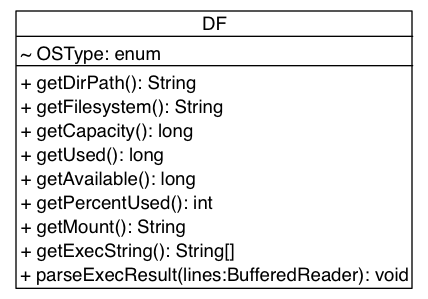 DF
~ OSType: enum
+ getDirPath(): String
+ getFilesystem(): String
+ getCapacity(): long
+ getUsed(): long
+ getAvailable(): long
+ getPercentUsed(): int
+ getMount(): String
+ getExecString(): String[]
+ parseExecResult(lines:BufferedReader): void